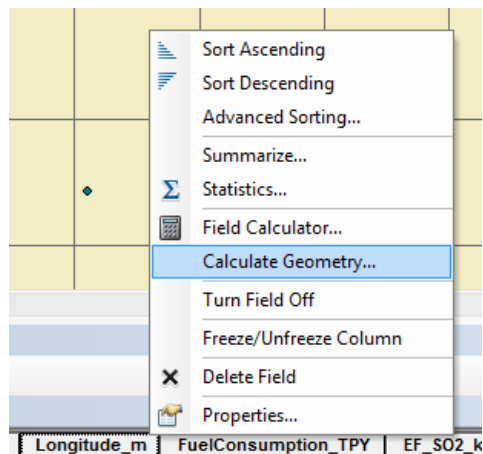 Sort Ascending
Sort Descending
Advanced Sorting...
Summarize...
Statistics...
Field Calculator...
Calculate Geometry...
Turn Field Off
Freeze/Unfreeze Column
Delete Field
Properties...
Longitude_m FuelConsumption_TPY EF_SO2_k